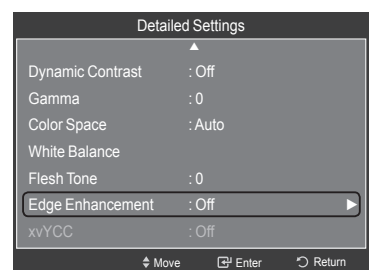 Detailed Settings
▲
Dynamic Contrast : Off
Gamma : 0
Color Space : Auto
White Balance
Flesh Tone : 0
Edge Enhancement : Off ►
xvYCC : Off
Move Enter Return